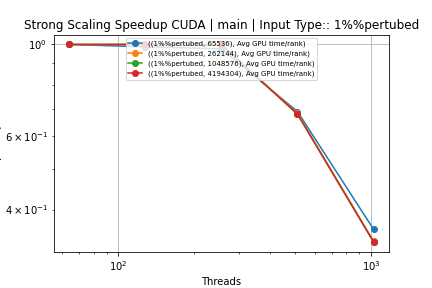 Strong Scaling Speedup CUDA | main | Input Type:: 1%%pertubed
10⁰
((1%%pertubed, 65536), Avg GPU time/rank)
((1%%pertubed, 262144), Avg GPU time/rank)
((1%%pertubed, 1048576), Avg GPU time/rank)
((1%%pertubed, 4194304), Avg GPU time/rank)
6 × 10⁻¹
4 × 10⁻¹
10² 10³
Threads